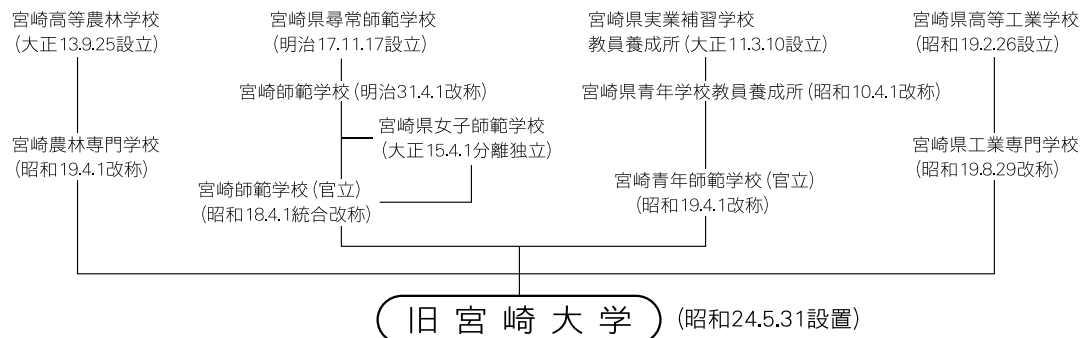 宮崎高等農林学校
(大正13.9.25設立)
宮崎県尋常師範学校
(明治17.11.17設立)
宮崎県実業補習学校
教員養成所(大正11.3.10設立)
宮崎県高等工業学校
(昭和19.2.26設立)
宮崎師範学校(明治31.4.1改称)
宮崎県青年学校教員養成所(昭和10.4.1改称)
宮崎県女子師範学校
(大正15.4.1分離独立)
宮崎農林専門学校
(昭和19.4.1改称)
宮崎県工業専門学校
(昭和19.8.29改称)
宮崎師範学校(官立)
(昭和18.4.1統合改称)
宮崎青年師範学校(官立)
(昭和19.4.1改称)
旧宮崎大学 (昭和24.5.31設置)